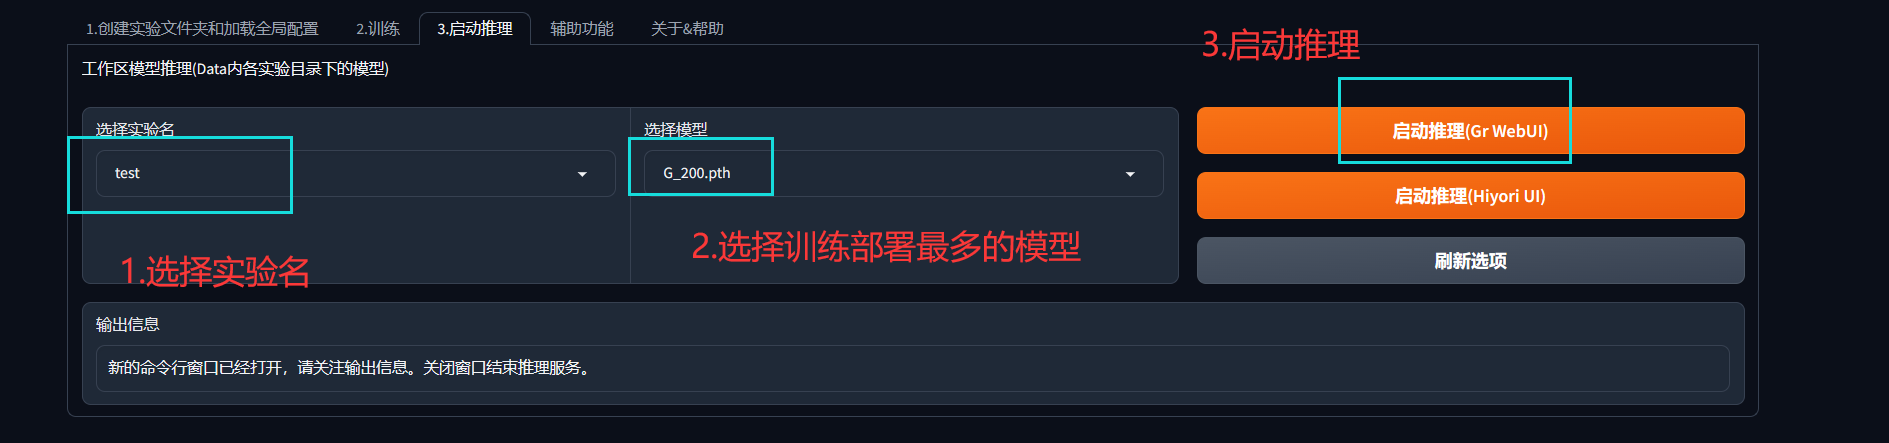 1.创建实验文件夹和加载全局配置
2.训练
3.启动推理
辅助功能
关于&帮助
3.启动推理
工作区模型推理(Data内各实验目录下的模型)
选择实验名
选择模型
启动推理(Gr WebUI)
test
G_200.pth
启动推理(Hiyori UI)
2.选择训练部署最多的模型
1.选择实验名
刷新选项
输出信息
新的命令行窗口已经打开，请关注输出信息。关闭窗口结束推理服务。